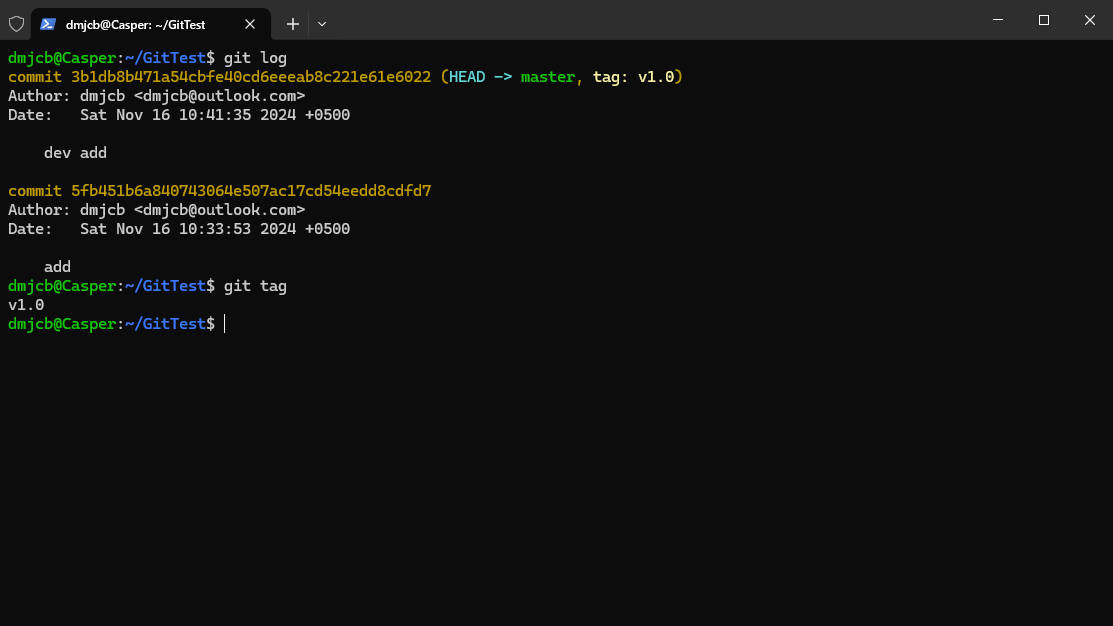 dmjcb@Casper: ~/GitTest
dmjcb@Casper:~/GitTest$ git log
commit 3b1db8b471a54cbfe40cd6eeeab8c221e61e6022 (HEAD -> master, tag: v1.0)
Author: dmjcb <dmjcb@outlook.com>
Date:   Sat Nov 16 10:41:35 2024 +0500
    dev add
commit 5fb451b6a840743064e507ac17cd54eedd8cdfd7
Author: dmjcb <dmjcb@outlook.com>
Date:   Sat Nov 16 10:33:53 2024 +0500
    add
dmjcb@Casper:~/GitTest$ git tag
v1.0
dmjcb@Casper:~/GitTest$